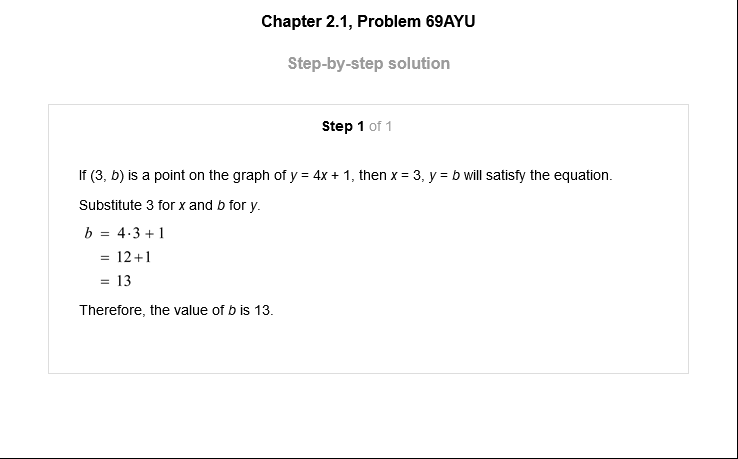 Chapter 2.1, Problem 69AYU
Step-by-step solution
Step 1 of 1
If (3, b) is a point on the graph of y = 4x + 1, then x = 3, y = b will satisfy the equation.
Substitute 3 for x and b for y.
b = 4·3 + 1
= 12+1
= 13
Therefore, the value of b is 13.